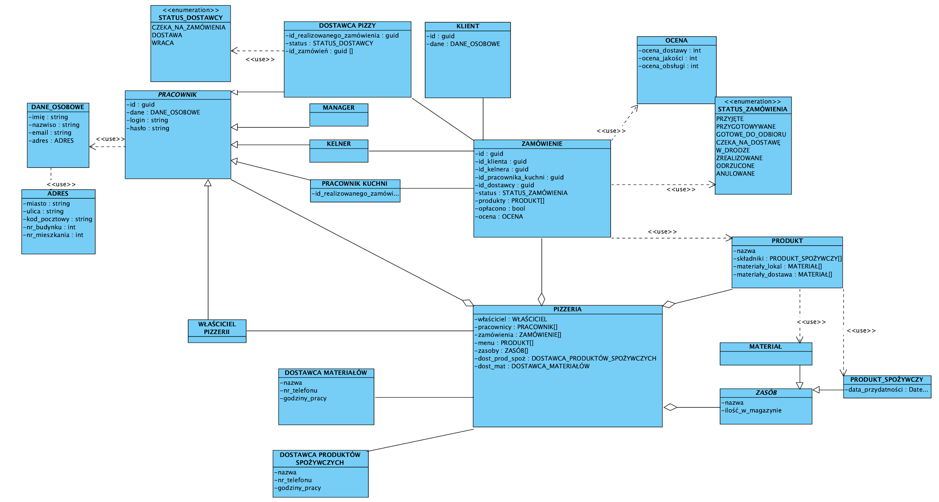 <<enumeration>>
STATUS_DOSTAWCY
CZEKA_NA_ZAMÓWIENIA
DOSTAWA
WRACA
<<use>>
DOSTAWCA PIZZY
-id_realizowanego_zamówienia : guid
-status : STATUS_DOSTAWCY
-id_zamówień : guid []
KLIENT
-id : guid
-dane : DANE_OSOBOWE
OCENA
-ocena_dostawy : int
-ocena_jakości : int
-ocena_obsługi : int
<<enumeration>>
STATUS_ZAMÓWIENIA
PRZYJĘTE
PRZYGOTOWYWANE
GOTOWE_DO_ODBIORU
CZEKA_NA_DOSTAWĘ
W_DRODZE
ZREALIZOWANE
ODRZUCONE
ANULOWANE
DANE_OSOBOWE
-imię : string
-nazwiso : string
-email : string
-adres : ADRES
<<use>>
PRACOWNIK
-id : guid
-dane : DANE_OSOBOWE
-login : string
-hasło : string
MANAGER
KELNER
PRACOWNIK KUCHNI
-id_realizowanego_zamówi...
<<use>>
ADRES
-miasto : string
-ulica : string
-kod_pocztowy : string
-nr_budynku : int
-nr_mieszkania : int
ZAMÓWIENIE
-id : guid
-id_klienta : guid
-id_kelnera : guid
-id_pracownika_kuchni : guid
-id_dostawcy : guid
-status : STATUS_ZAMÓWIENIA
-produkty : PRODUKT[]
-opłacono : bool
-ocena : OCENA
<<use>>
<<use>>
<<use>>
PRODUKT
-nazwa
-składniki : PRODUKT_SPOŻYWCZY[]
-materiały_lokal : MATERIAŁ[]
-materiały_dostawa : MATERIAŁ[]
<<use>>
<<use>>
WŁAŚCICIEL
PIZZERII
PIZZERIA
-właściciel : WŁAŚCICIEL
-pracownicy : PRACOWNIK[]
-zamówienia : ZAMÓWIENIE[]
-menu : PRODUKT[]
-zasoby : ZASÓB[]
-dost_prod_spoż : DOSTAWCA_PRODUKTÓW_SPOŻYWCZYCH
-dost_mat : DOSTAWCA_MATERIAŁÓW
MATERIAŁ
PRODUKT_SPOŻYWCZY
-data_przydatności : Date...
ZASÓB
-nazwa
-ilość_w_magazynie
DOSTAWCA MATERIAŁÓW
-nazwa
-nr_telefonu
-godziny_pracy
DOSTAWCA PRODUKTÓW
SPOŻYWCZYCH
-nazwa
-nr_telefonu
-godziny_pracy